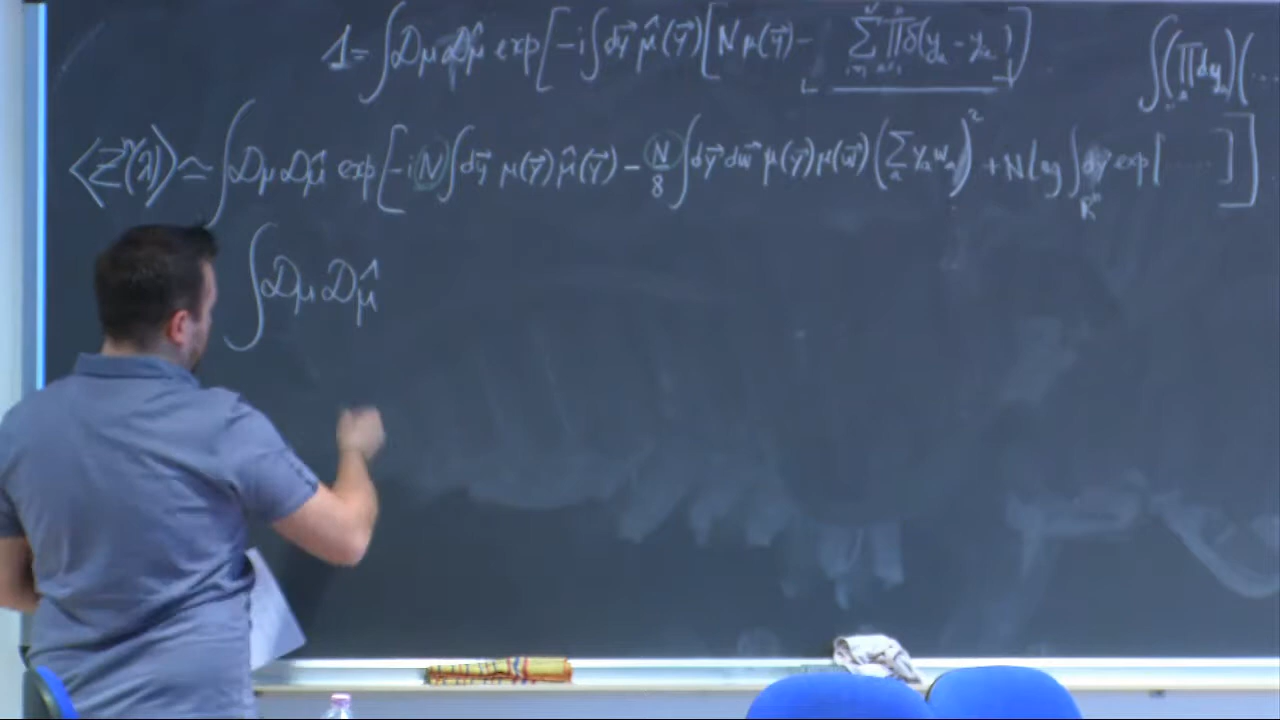 1 = ∫ 𝒟μ 𝒟μ̂ exp[ -i ∫ dy⃗ μ̂(y⃗) [ N μ(y⃗) - Σ Π δ(y_a - y_a ) ] ∫ ( Π dy_a ) ( ...
⟨Z^n(λ)⟩ ≃ ∫ 𝒟μ 𝒟μ̂ exp[ -i N ∫ dy⃗ μ(y⃗) μ̂(y⃗) - N/8 ∫ dy⃗ dw⃗ μ(y⃗) μ(w⃗) ( Σ_a y_a w_a )^2 + N log ∫_{ℝ^n} dy⃗ exp[ ..... ] ]
∫ 𝒟μ 𝒟μ̂